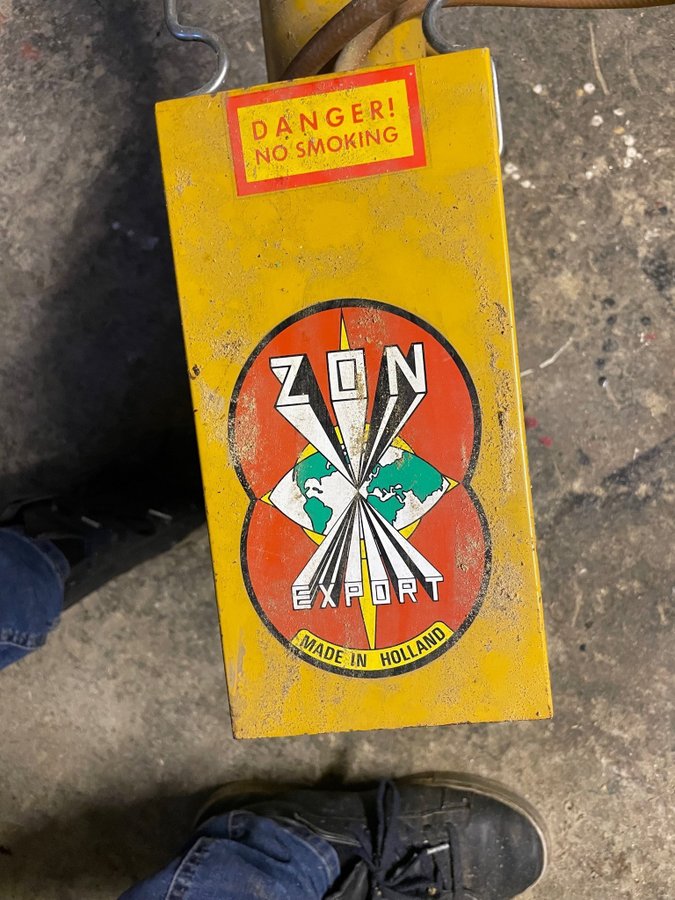 DANGER!
NO SMOKING
ZON
EXPORT
MADE IN HOLLAND